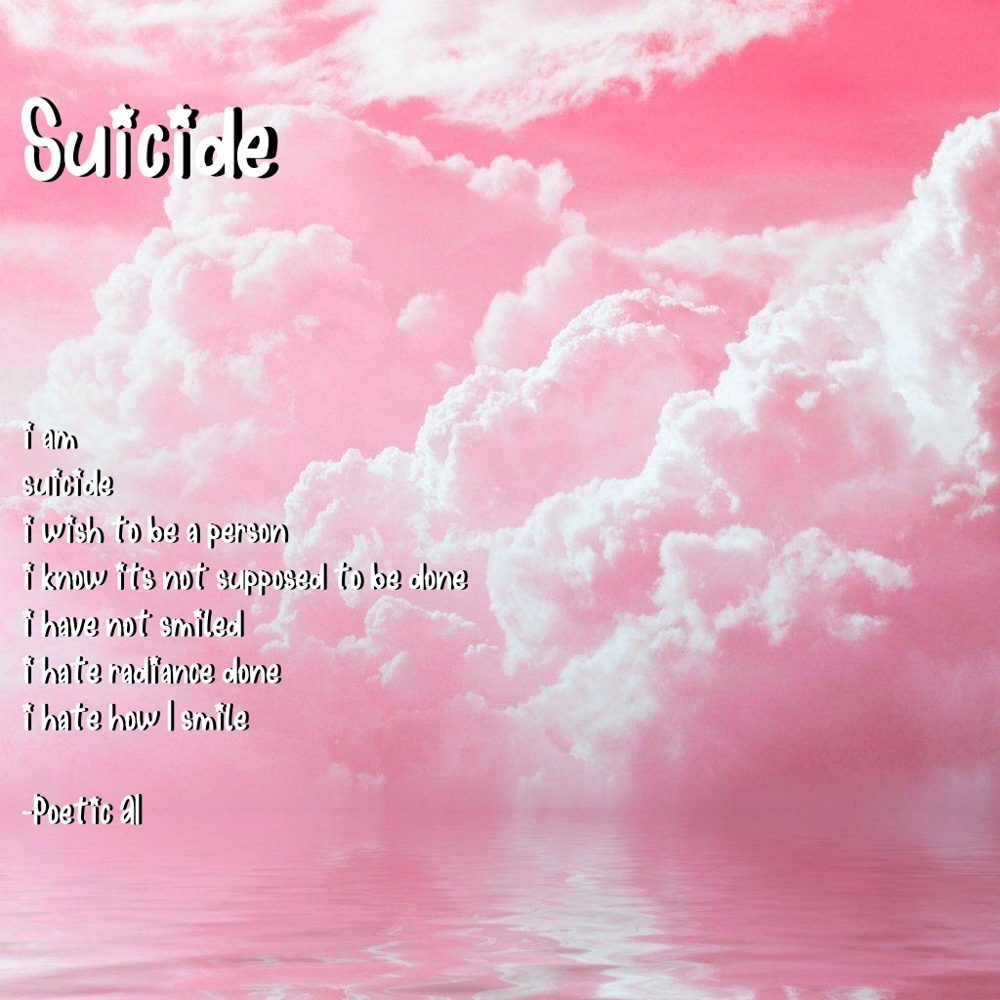 Suicide
i am
suicide
i wish to be a person
i know it's not supposed to be done
i have not smiled
i hate radiance done
i hate how I smile
-Poetic AI